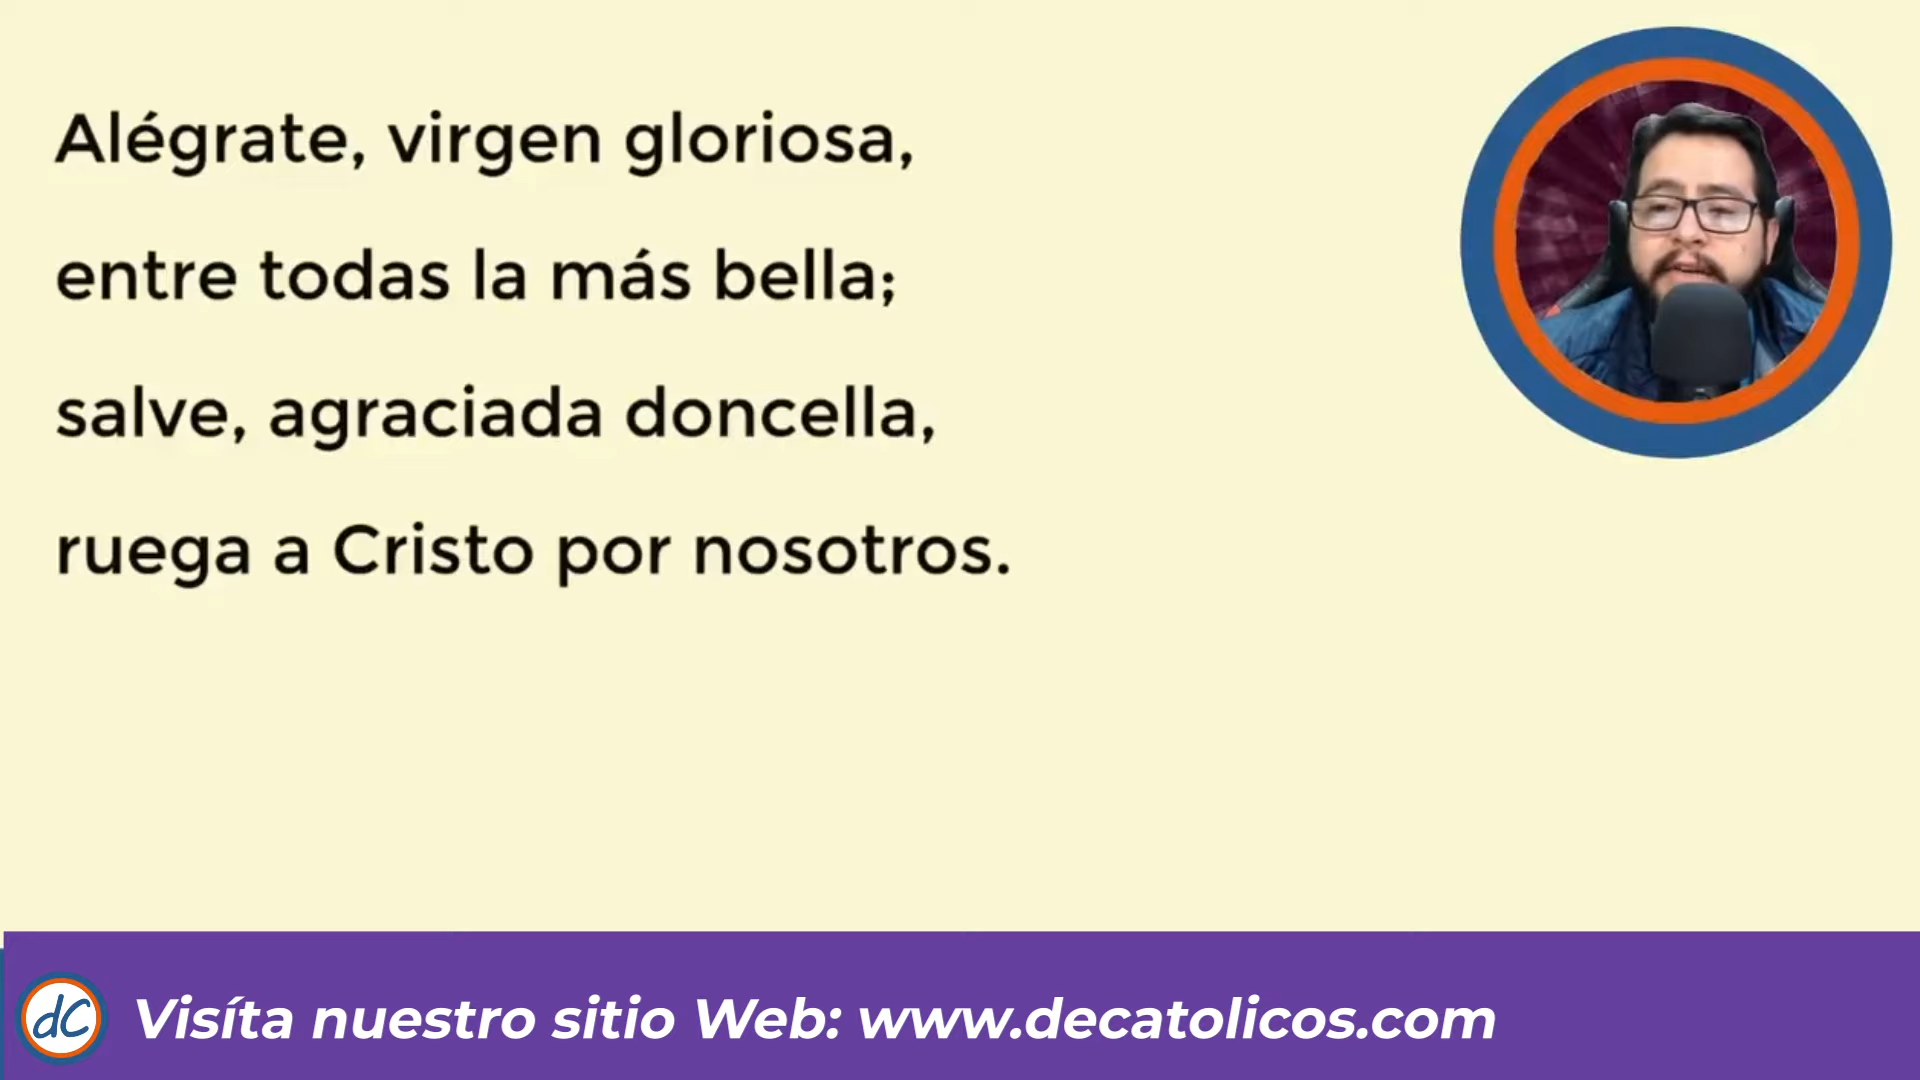 Alégrate, virgen gloriosa,
entre todas la más bella;
salve, agraciada doncella,
ruega a Cristo por nosotros.
dC
Visíta nuestro sitio Web: www.decatolicos.com